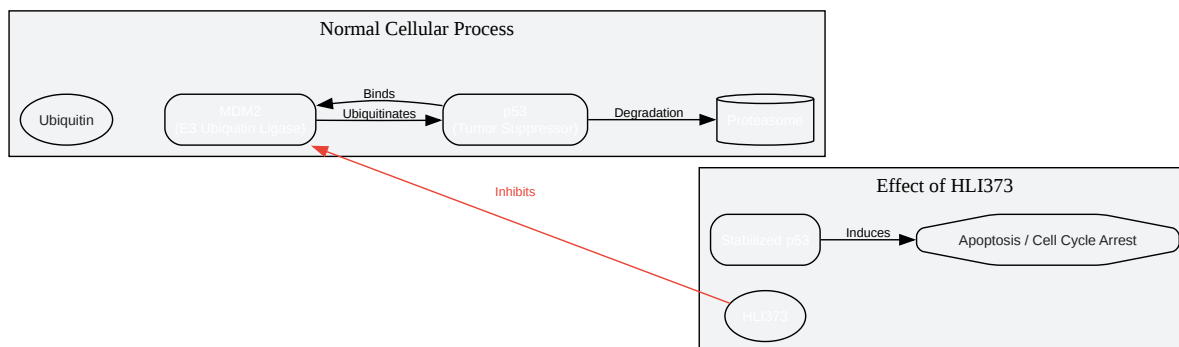 Normal Cellular Process
Ubiquitin
MDM2
(E3 Ubiquitin Ligase)
Binds
Ubiquitinates
p53
(Tumor Suppressor)
Degradation
Proteasome
Inhibits
Effect of HLI373
Stabilized p53
Induces
Apoptosis / Cell Cycle Arrest
HLI373